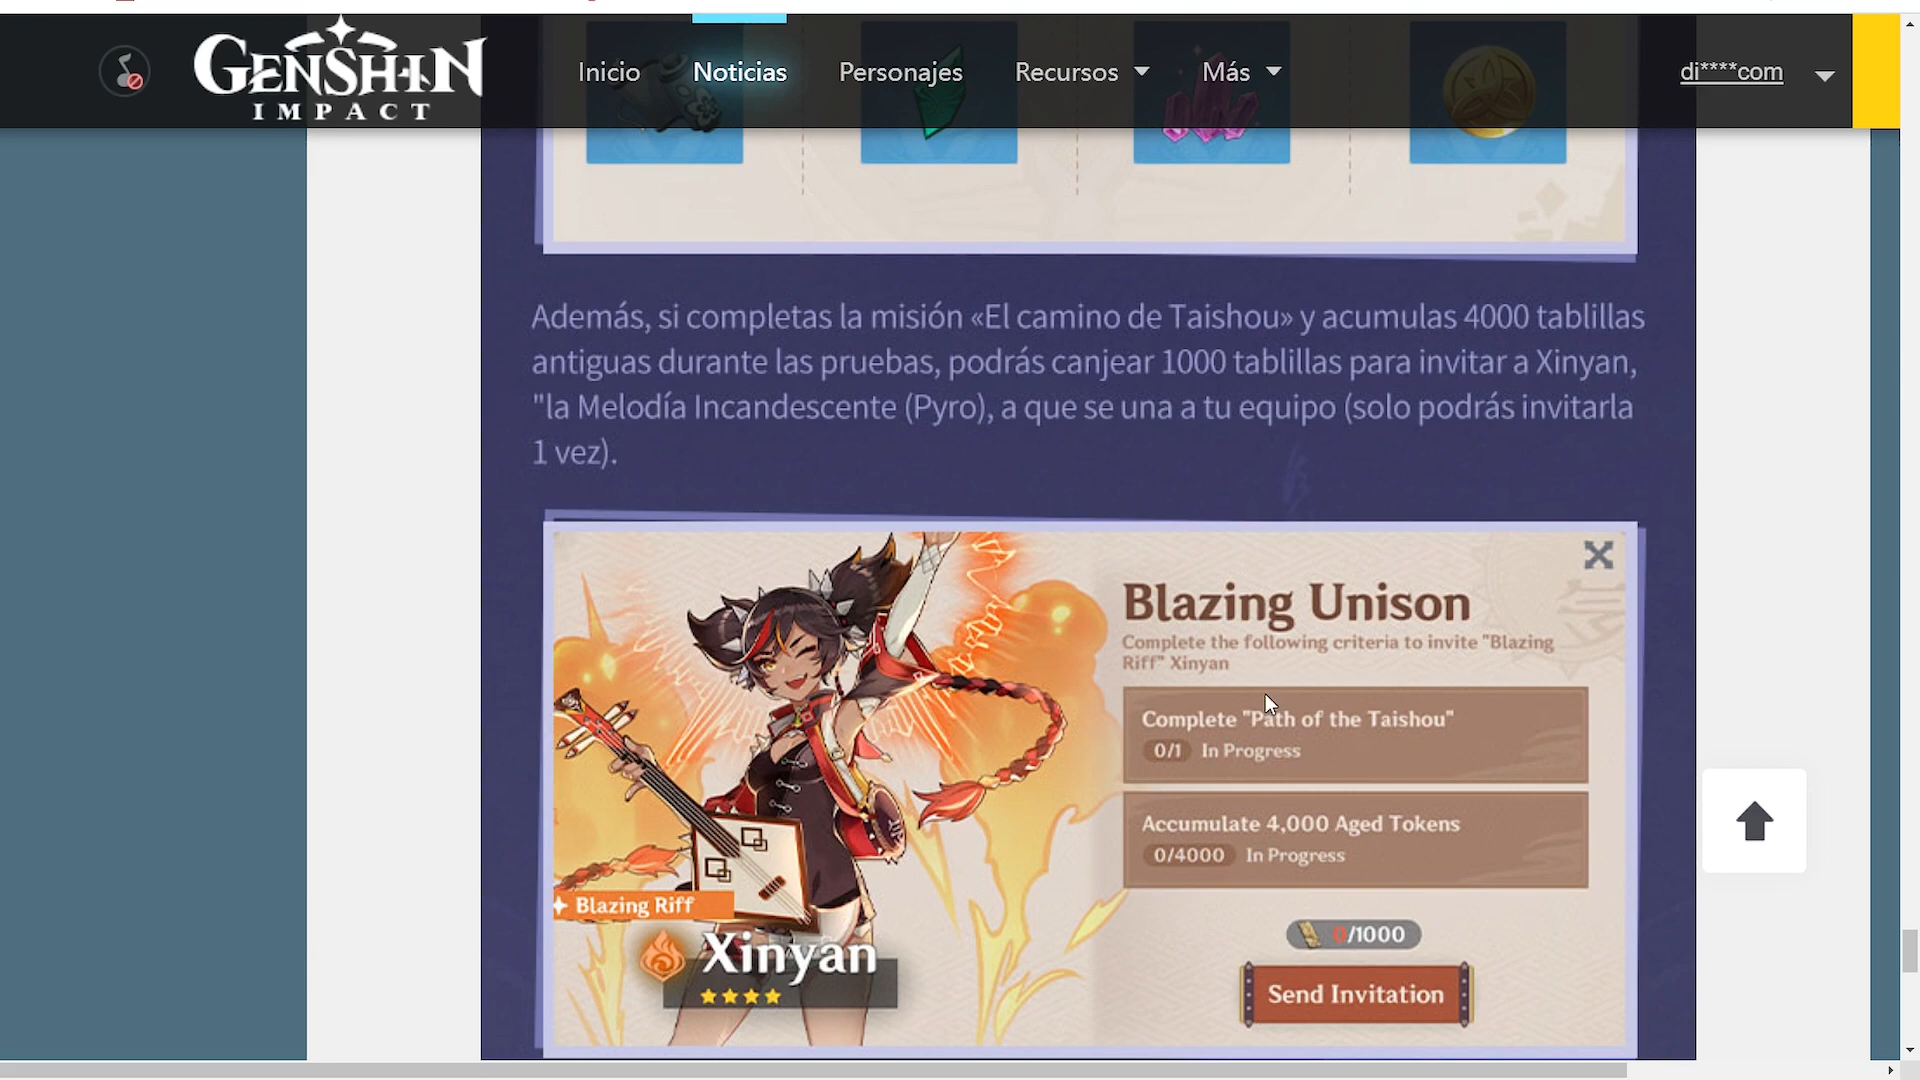 GENSHIN
IMPACT
Inicio
Noticias
Personajes
Recursos
Más
di****com
Además, si completas la misión «El camino de Taishou» y acumulas 4000 tablillas
antiguas durante las pruebas, podrás canjear 1000 tablillas para invitar a Xinyan,
"la Melodía Incandescente (Pyro), a que se una a tu equipo (solo podrás invitarla
1 vez).
Blazing Unison
Complete the following criteria to invite "Blazing
Riff" Xinyan
Complete "Path of the Taishou"
0/1 In Progress
Accumulate 4,000 Aged Tokens
0/4000 In Progress
Blazing Riff
Xinyan
0/1000
Send Invitation